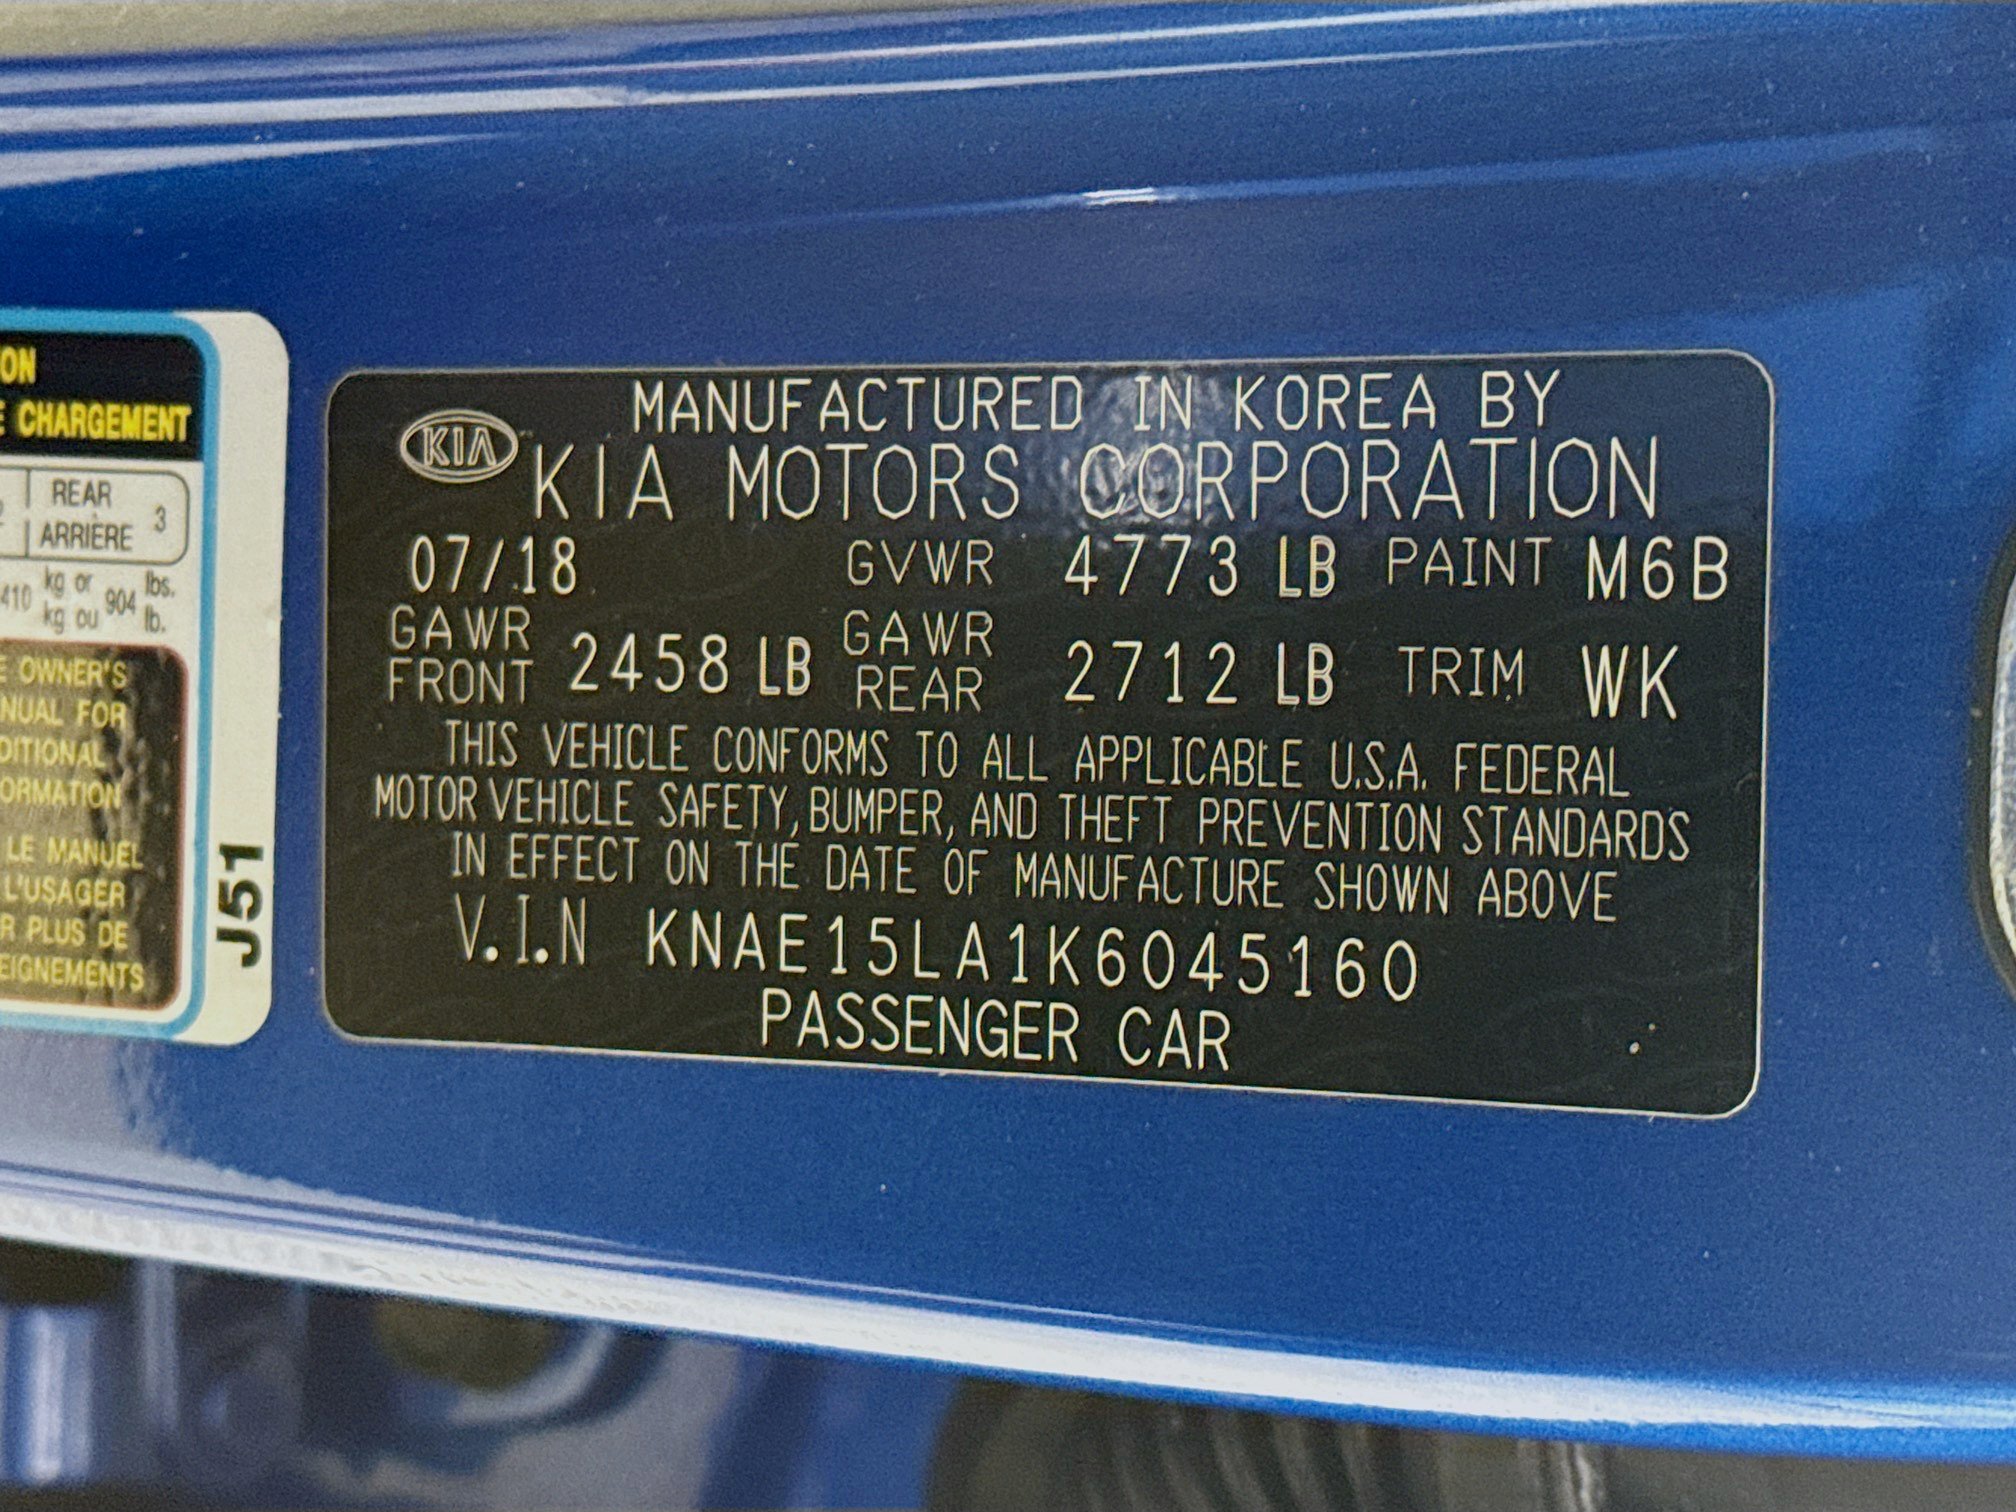 ON
E CHARGEMENT
REAR
ARRIÈRE 3
410 kg or 904 lbs.
kg ou lb.
E OWNER'S
NUAL FOR
DITIONAL
ORMATION
LE MANUEL
L'USAGER
R PLUS DE
EIGNEMENTS
J51
KIA
MANUFACTURED IN KOREA BY
KIA MOTORS CORPORATION
07/18 GVWR 4773 LB PAINT M6B
GAWR FRONT 2458 LB GAWR REAR 2712 LB TRIM WK
THIS VEHICLE CONFORMS TO ALL APPLICABLE U.S.A. FEDERAL
MOTOR VEHICLE SAFETY, BUMPER, AND THEFT PREVENTION STANDARDS
IN EFFECT ON THE DATE OF MANUFACTURE SHOWN ABOVE
V.I.N KNAE15LA1K6045160
PASSENGER CAR